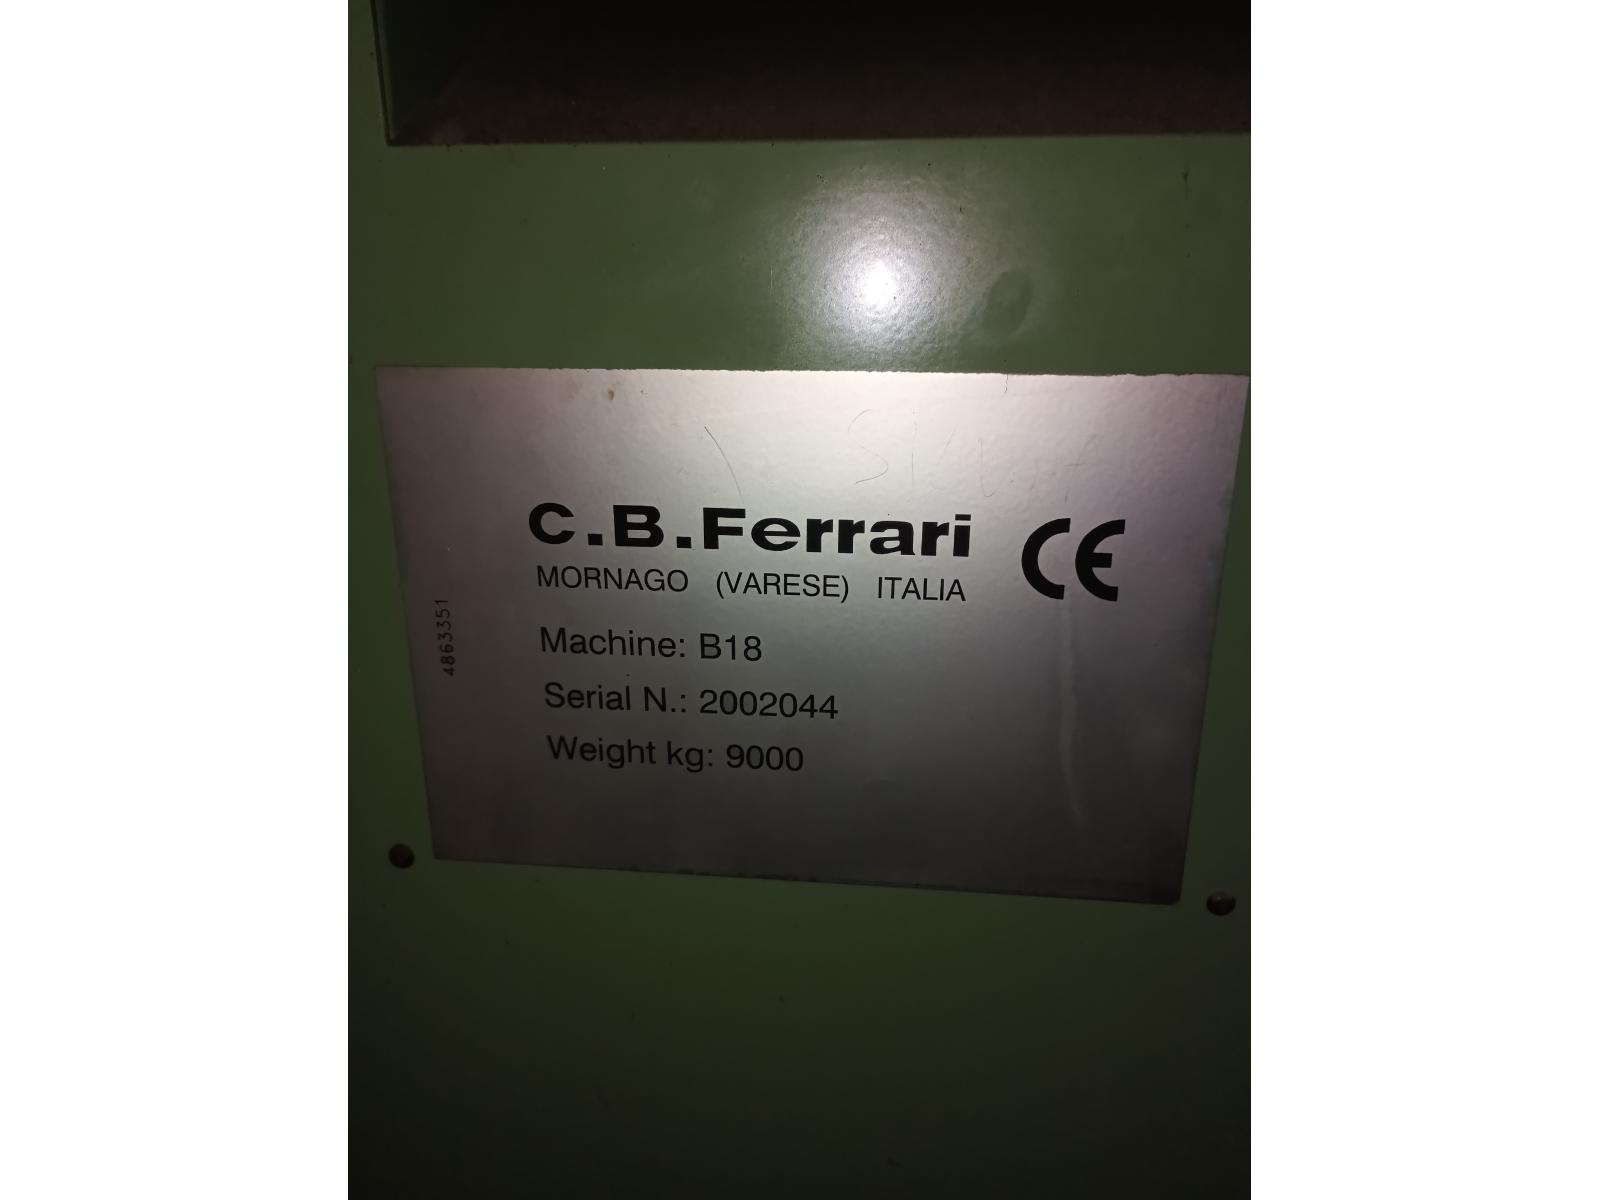 C.B.Ferrari CE
MORNAGO (VARESE) ITALIA
Machine: B18
Serial N.: 2002044
Weight kg: 9000
4863351